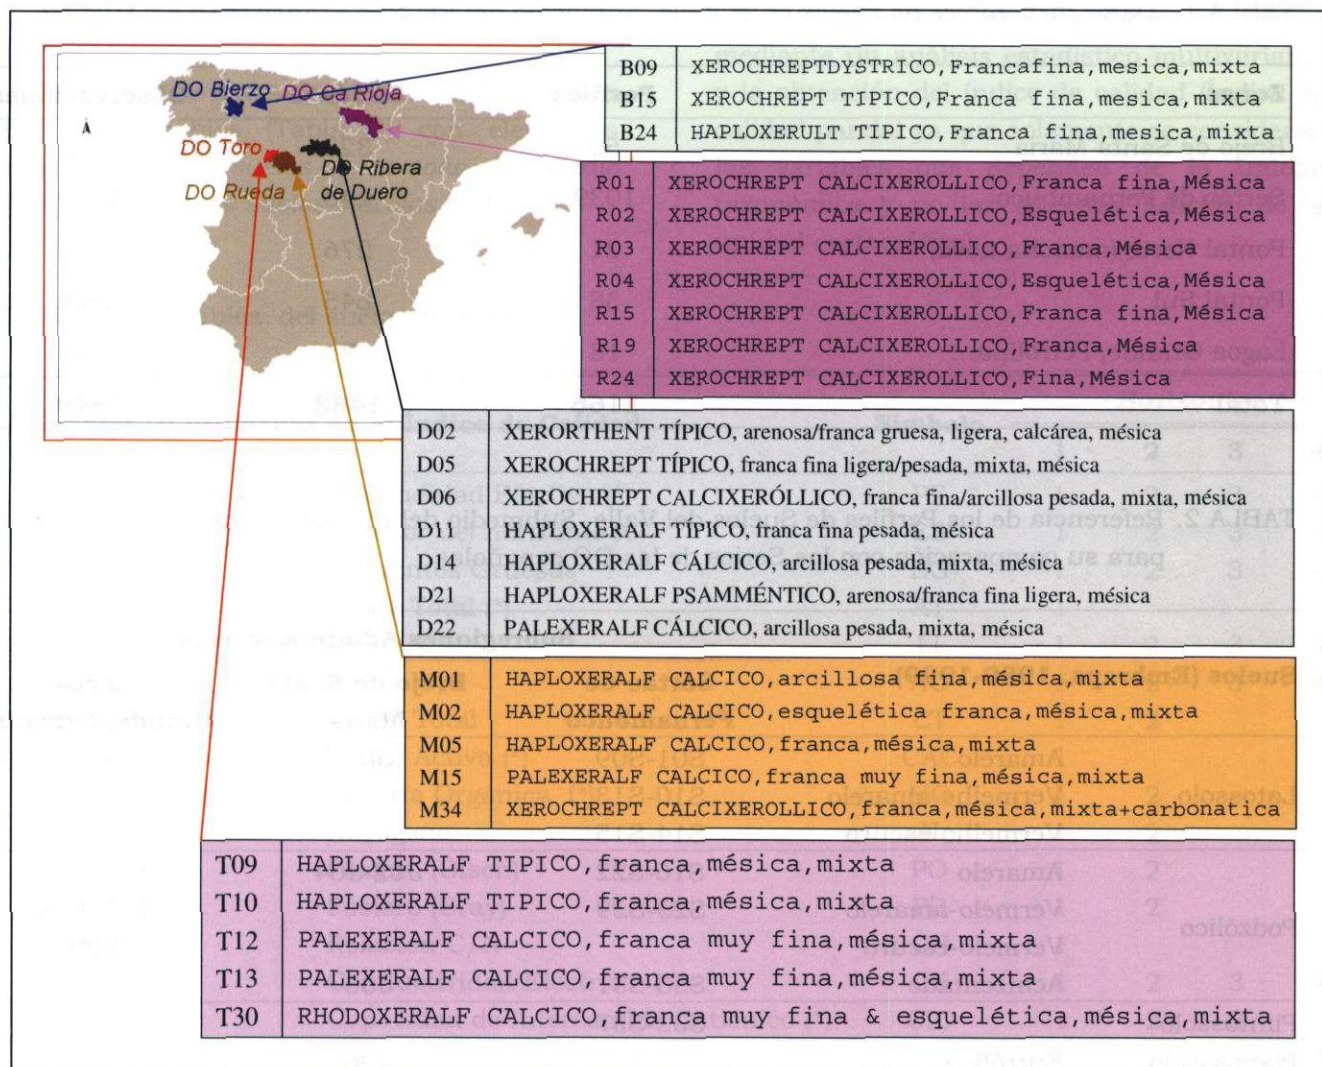 DO Bierzo
DO Ca Rioja
DO Toro
DO Ribera
de Duero
DO Rueda
B09 XEROCHREPTDYSTRICO,Francafina,mesica,mixta
B15 XEROCHREPT TIPICO,Franca fina,mesica,mixta
B24 HAPLOXERULT TIPICO,Franca fina,mesica,mixta
R01 XEROCHREPT CALCIXEROLLICO,Franca fina,Mésica
R02 XEROCHREPT CALCIXEROLLICO,Esquelética,Mésica
R03 XEROCHREPT CALCIXEROLLICO,Franca,Mésica
R04 XEROCHREPT CALCIXEROLLICO,Esquelética,Mésica
R15 XEROCHREPT CALCIXEROLLICO,Franca fina,Mésica
R19 XEROCHREPT CALCIXEROLLICO,Franca,Mésica
R24 XEROCHREPT CALCIXEROLLICO,Fina,Mésica
D02 XERORTHENT TÍPICO, arenosa/franca gruesa, ligera, calcárea, mésica
D05 XEROCHREPT TÍPICO, franca fina ligera/pesada, mixta, mésica
D06 XEROCHREPT CALCIXERÓLLICO, franca fina/arcillosa pesada, mixta, mésica
D11 HAPLOXERALF TÍPICO, franca fina pesada, mésica
D14 HAPLOXERALF CÁLCICO, arcillosa pesada, mixta, mésica
D21 HAPLOXERALF PSAMMÉNTICO, arenosa/franca fina ligera, mésica
D22 PALEXERALF CÁLCICO, arcillosa pesada, mixta, mésica
M01 HAPLOXERALF CALCICO,arcillosa fina,mésica,mixta
M02 HAPLOXERALF CALCICO,esquelética franca,mésica,mixta
M05 HAPLOXERALF CALCICO,franca,mésica,mixta
M15 PALEXERALF CALCICO,franca muy fina,mésica,mixta
M34 XEROCHREPT CALCIXEROLLICO,franca,mésica,mixta+carbonatica
T09 HAPLOXERALF TIPICO,franca,mésica,mixta
T10 HAPLOXERALF TIPICO,franca,mésica,mixta
T12 PALEXERALF CALCICO,franca muy fina,mésica,mixta
T13 PALEXERALF CALCICO,franca muy fina,mésica,mixta
T30 RHODOXERALF CALCICO,franca muy fina & esquelética,mésica,mixta